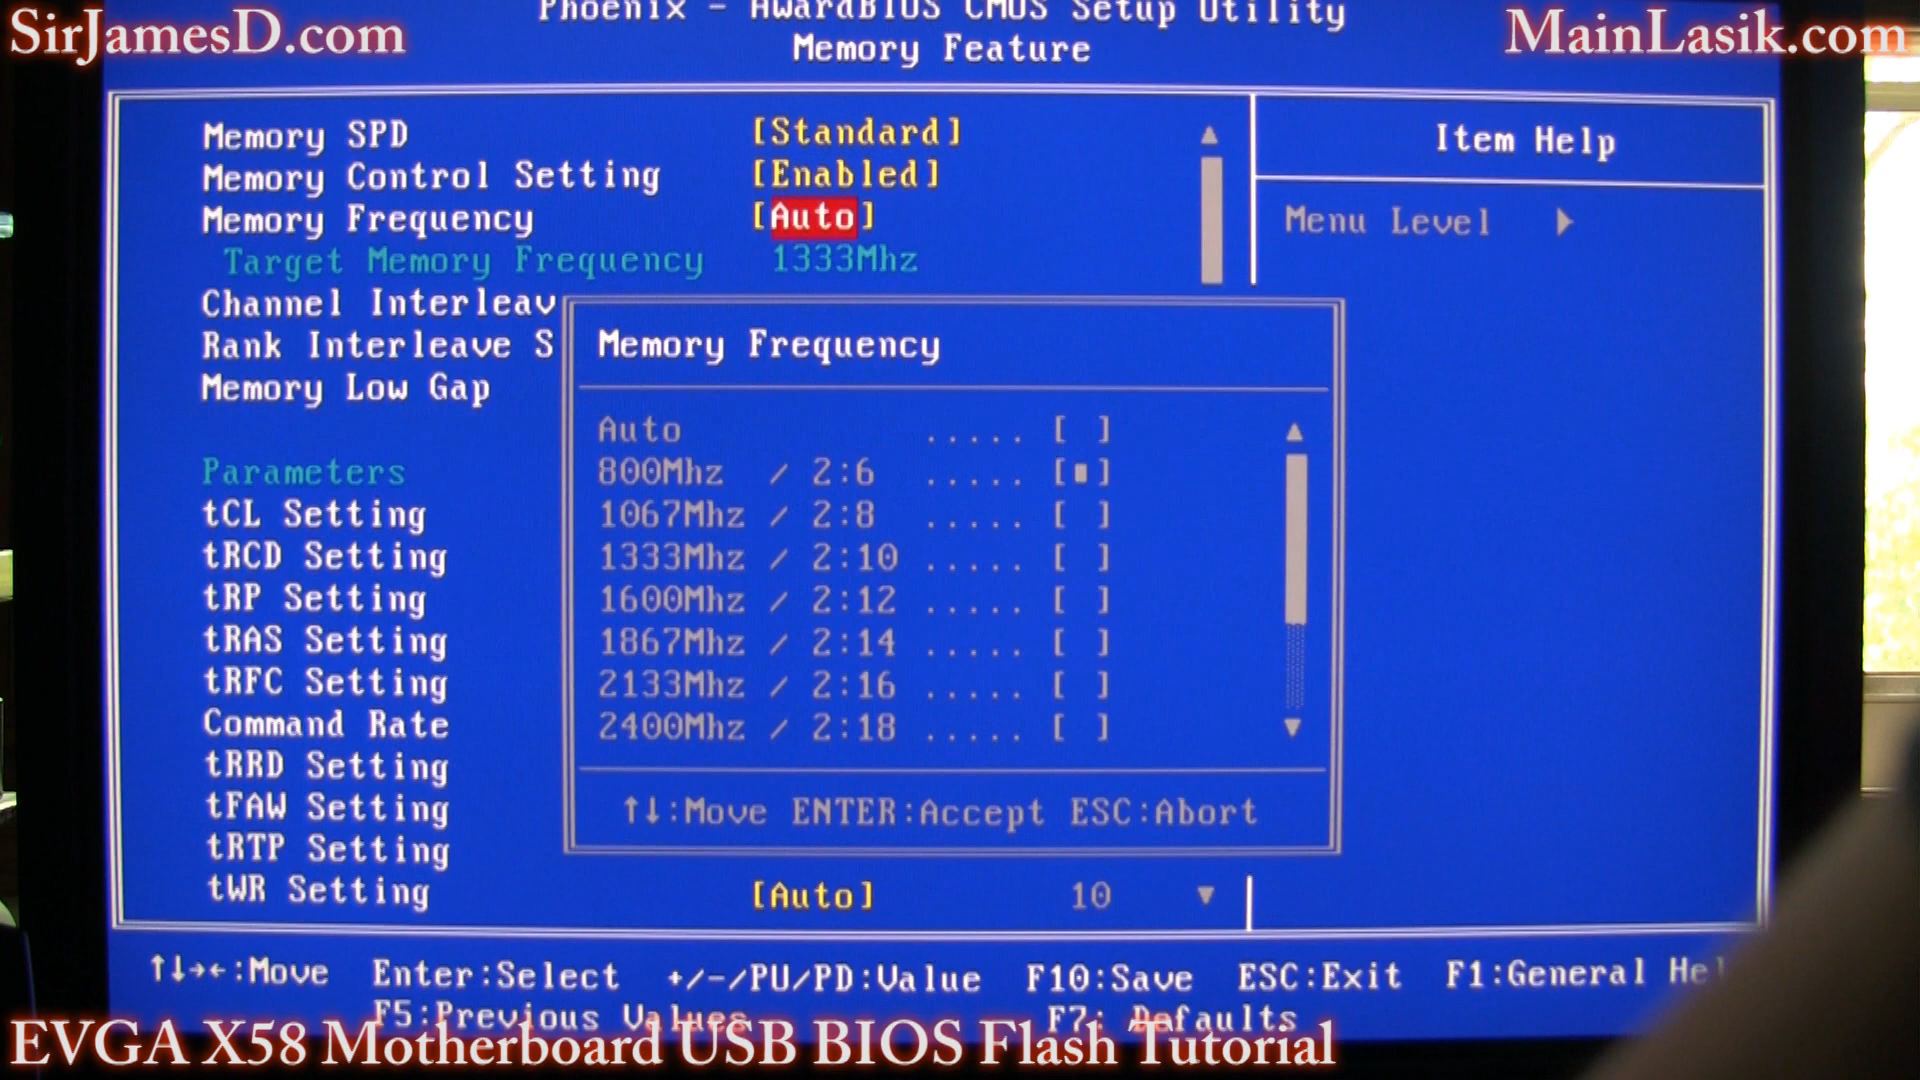 SirJamesD.com
MainLasik.com
Phoenix - AwardBIOS CMOS Setup Utility
Memory Feature
Memory SPD [Standard]
Memory Control Setting [Enabled]
Memory Frequency [Auto]
Target Memory Frequency 1333Mhz
Channel Interleav
Rank Interleave S
Memory Low Gap
Parameters
tCL Setting
tRCD Setting
tRP Setting
tRAS Setting
tRFC Setting
Command Rate
tRRD Setting
tFAW Setting
tRTP Setting
tWR Setting [Auto] 10
Memory Frequency
Auto ..... [ ]
800Mhz / 2:6 ..... [■]
1067Mhz / 2:8 ..... [ ]
1333Mhz / 2:10 ..... [ ]
1600Mhz / 2:12 ..... [ ]
1867Mhz / 2:14 ..... [ ]
2133Mhz / 2:16 ..... [ ]
2400Mhz / 2:18 ..... [ ]
↑↓:Move ENTER:Accept ESC:Abort
Item Help
Menu Level ▶
↑↓→←:Move Enter:Select +/-/PU/PD:Value F10:Save ESC:Exit F1:General Hel
F5:Previous Values F7: Defaults
EVGA X58 Motherboard USB BIOS Flash Tutorial